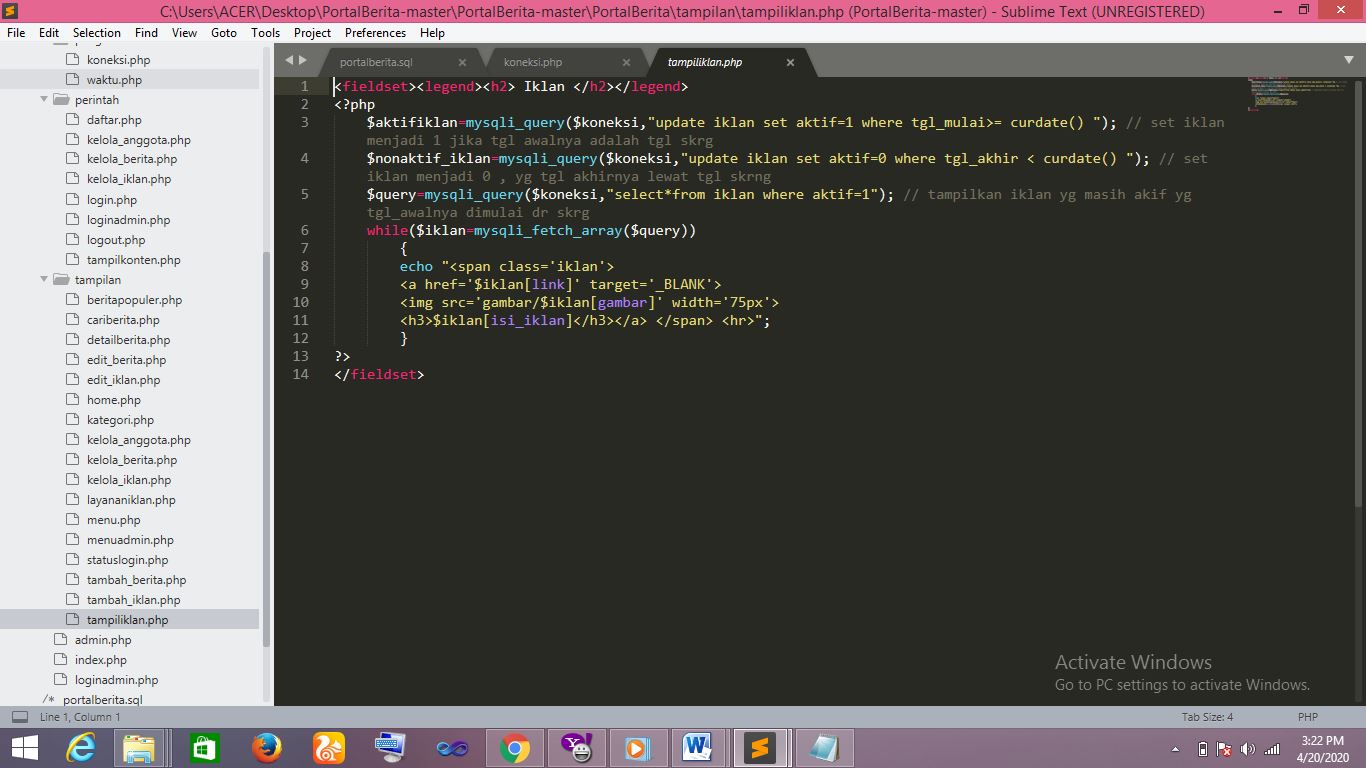 C:\Users\ACER\Desktop\PortalBerita-master\PortalBerita-master\PortalBerita\tampilan\tampiliklan.php (PortalBerita-master) - Sublime Text (UNREGISTERED)
File Edit Selection Find View Goto Tools Project Preferences Help
koneksi.php
waktu.php
perintah
daftar.php
kelola_anggota.php
kelola_berita.php
kelola_iklan.php
login.php
loginadmin.php
logout.php
tampilkonten.php
tampilan
beritapopuler.php
cariberita.php
detailberita.php
edit_berita.php
edit_iklan.php
home.php
kategori.php
kelola_anggota.php
kelola_berita.php
kelola_iklan.php
layananiklan.php
menu.php
menuadmin.php
statuslogin.php
tambah_berita.php
tambah_iklan.php
tampiliklan.php
admin.php
index.php
loginadmin.php
/* portalberita.sql
portalberita.sql × koneksi.php × tampiliklan.php ×
1 <fieldset><legend><h2> Iklan </h2></legend>
2 <?php
3 $aktifiklan=mysqli_query($koneksi,"update iklan set aktif=1 where tgl_mulai>= curdate() "); // set iklan
menjadi 1 jika tgl awalnya adalah tgl skrg
4 $nonaktif_iklan=mysqli_query($koneksi,"update iklan set aktif=0 where tgl_akhir < curdate() "); // set
iklan menjadi 0 , yg tgl akhirnya lewat tgl skrng
5 $query=mysqli_query($koneksi,"select*from iklan where aktif=1"); // tampilkan iklan yg masih akif yg
tgl_awalnya dimulai dr skrg
6 while($iklan=mysqli_fetch_array($query))
7 {
8 echo "<span class='iklan'>
9 <a href='$iklan[link]' target='_BLANK'>
10 <img src='gambar/$iklan[gambar]' width='75px'>
11 <h3>$iklan[isi_iklan]</h3></a> </span> <hr>";
12 }
13 ?>
14 </fieldset>
Activate Windows
Go to PC settings to activate Windows.
Line 1, Column 1 Tab Size: 4 PHP
3:22 PM
4/20/2020